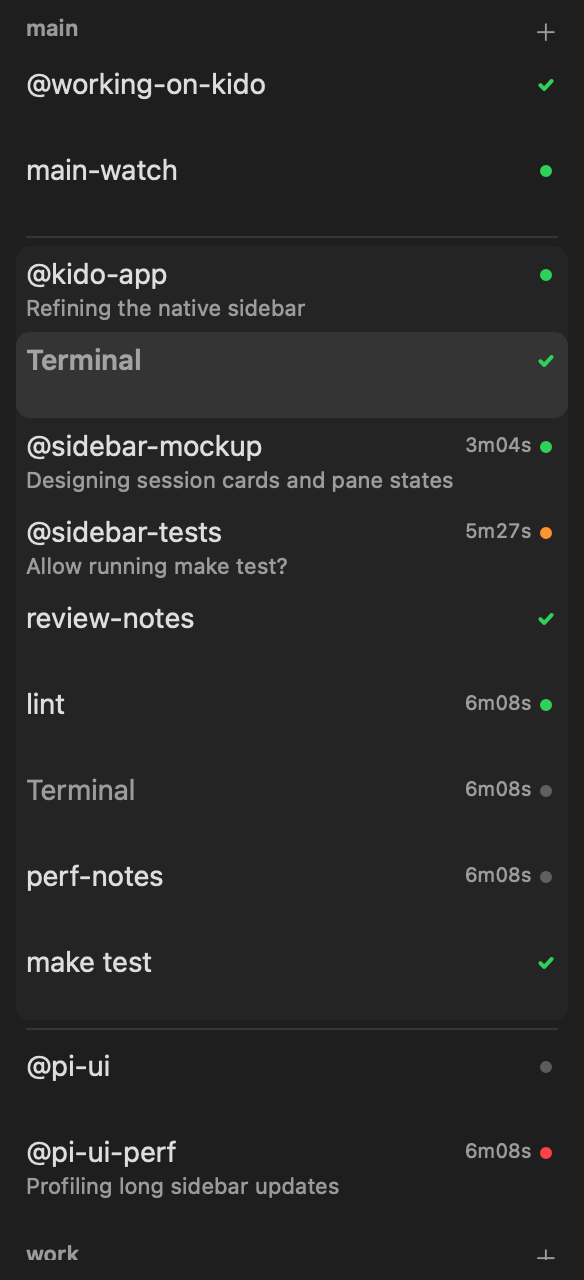 main
@working-on-kido
main-watch
@kido-app
Refining the native sidebar
Terminal
@sidebar-mockup 3m04s
Designing session cards and pane states
@sidebar-tests 5m27s
Allow running make test?
review-notes
lint 6m08s
Terminal 6m08s
perf-notes 6m08s
make test
@pi-ui
@pi-ui-perf 6m08s
Profiling long sidebar updates
work